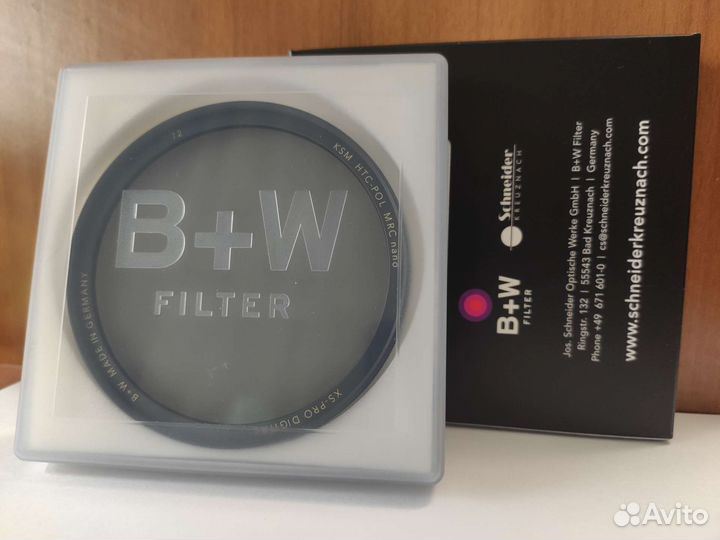 B+W
FILTER
72
KSM HTC-POL MRC nano
XS-PRO DIGITAL
B+W MADE IN GERMANY
B+W
FILTER
Schneider
KREUZNACH
Jos. Schneider Optische Werke GmbH | B+W Filter
Ringstr. 132 | 55543 Bad Kreuznach | Germany
Phone +49 671 601-0 | cs@schneiderkreuznach.com
www.schneiderkreuznach.com
Avito